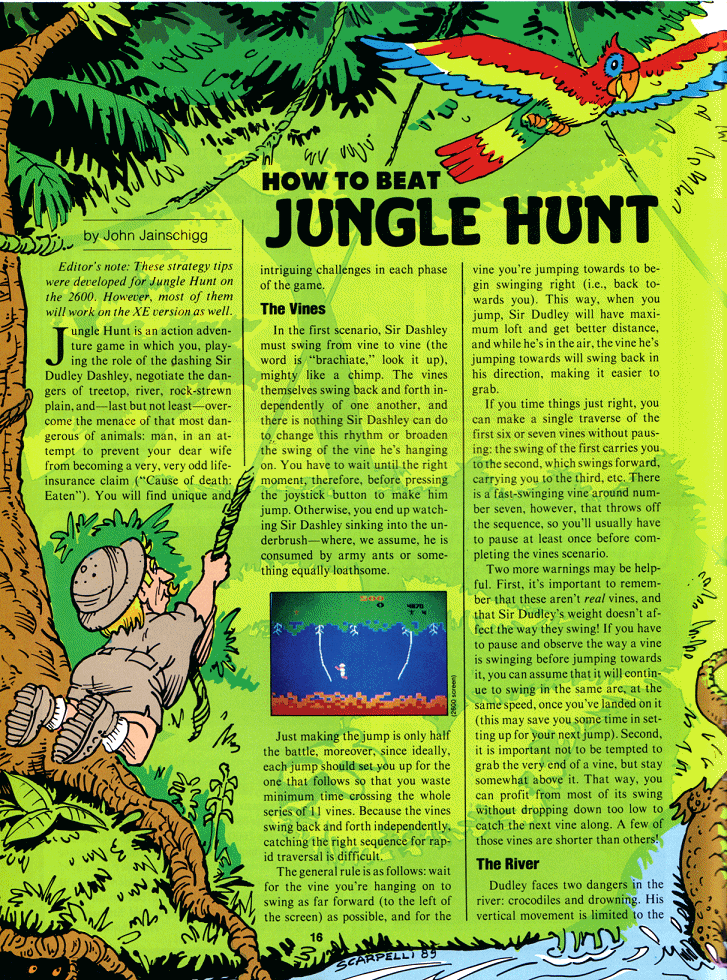 HOW TO BEAT
JUNGLE HUNT
by John Jainschigg
Editor's note: These strategy tips
were developed for Jungle Hunt on
the 2600. However, most of them
will work on the XE version as well.
Jungle Hunt is an action adven-
ture game in which you, play-
ing the role of the dashing Sir
Dudley Dashley, negotiate the dan-
gers of treetop, river, rock-strewn
plain, and—last but not least—over-
come the menace of that most dan-
gerous of animals: man, in an at-
tempt to prevent your dear wife
from becoming a very, very odd life-
insurance claim ("Cause of death:
Eaten"). You will find unique and
intriguing challenges in each phase
of the game.
The Vines
In the first scenario, Sir Dashley
must swing from vine to vine (the
word is "brachiate," look it up),
mighty like a chimp. The vines
themselves swing back and forth in-
dependently of one another, and
there is nothing Sir Dashley can do
to change this rhythm or broaden
the swing of the vine he's hanging
on. You have to wait until the right
moment, therefore, before pressing
the joystick button to make him
jump. Otherwise, you end up watch-
ing Sir Dashley sinking into the un-
derbrush—where, we assume, he is
consumed by army ants or some-
thing equally loathsome.
(2600 screen)
Just making the jump is only half
the battle, moreover, since ideally,
each jump should set you up for the
one that follows so that you waste
minimum time crossing the whole
series of 11 vines. Because the vines
swing back and forth independently,
catching the right sequence for rap-
id traversal is difficult.
The general rule is as follows: wait
for the vine you're hanging on to
swing as far forward (to the left of
the screen) as possible, and for the
vine you're jumping towards to be-
gin swinging right (i.e., back to-
wards you). This way, when you
jump, Sir Dudley will have maxi-
mum loft and get better distance,
and while he's in the air, the vine he's
jumping towards will swing back in
his direction, making it easier to
grab.
If you time things just right, you
can make a single traverse of the
first six or seven vines without paus-
ing: the swing of the first carries you
to the second, which swings forward,
carrying you to the third, etc. There
is a fast-swinging vine around num-
ber seven, however, that throws off
the sequence, so you'll usually have
to pause at least once before com-
pleting the vines scenario.
Two more warnings may be help-
ful. First, it's important to remem-
ber that these aren't real vines, and
that Sir Dudley's weight doesn't af-
fect the way they swing! If you have
to pause and observe the way a vine
is swinging before jumping towards
it, you can assume that it will contin-
ue to swing in the same arc, at the
same speed, once you've landed on it
(this may save you some time in set-
ting up for your next jump). Second,
it is important not to be tempted to
grab the very end of a vine, but stay
somewhat above it. That way, you
can profit from most of its swing
without dropping down too low to
catch the next vine along. A few of
those vines are shorter than others!
The River
Dudley faces two dangers in the
river: crocodiles and drowning. His
vertical movement is limited to the
16
SCARPELLI 89